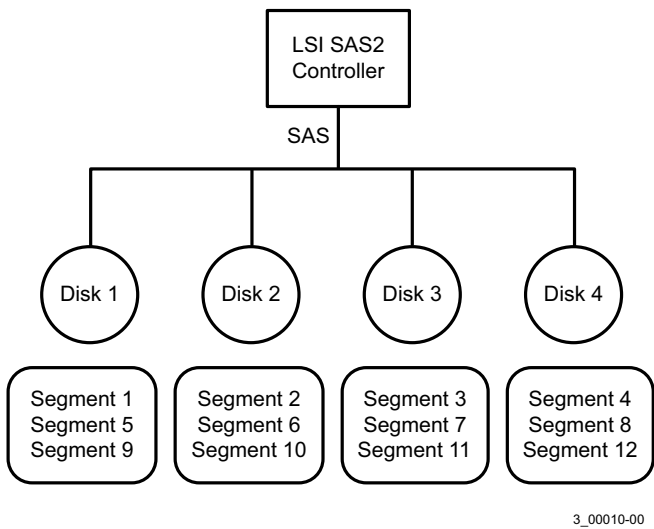 LSI SAS2
Controller
SAS
Disk 1
Disk 2
Disk 3
Disk 4
Segment 1
Segment 5
Segment 9
Segment 2
Segment 6
Segment 10
Segment 3
Segment 7
Segment 11
Segment 4
Segment 8
Segment 12
3_00010-00